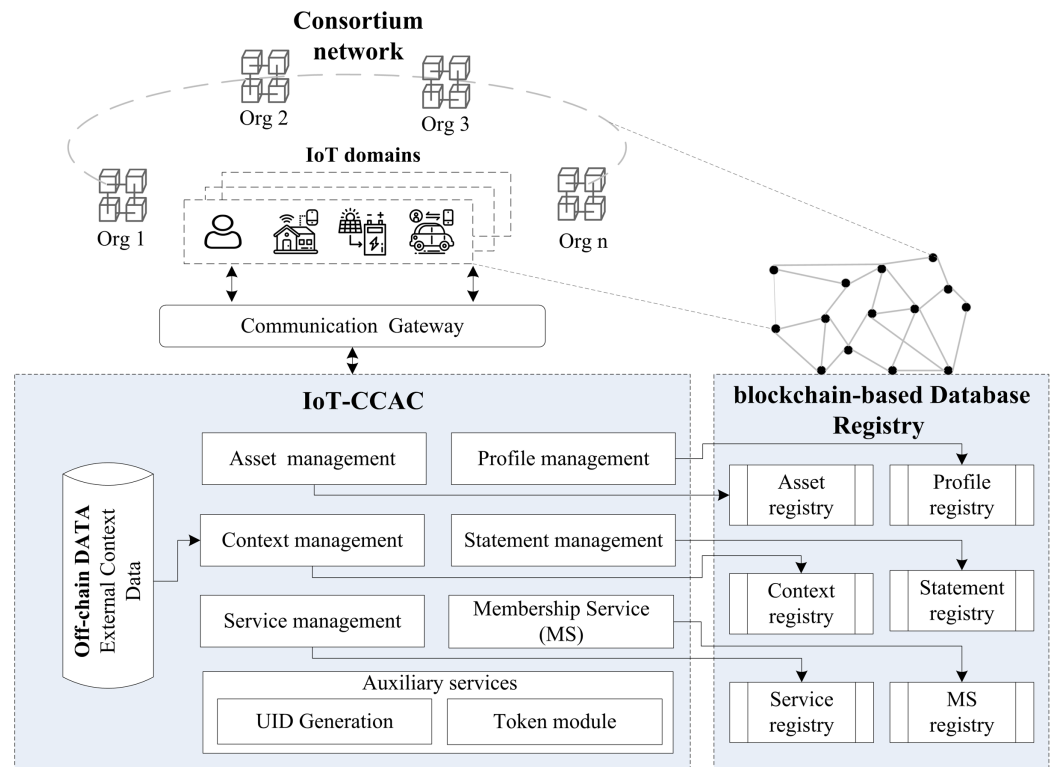 Consortium
network
Org 2
Org 3
IoT domains
Org 1
Org n
Communication Gateway
IoT-CCAC
Asset management
Profile management
Context management
Statement management
Service management
Membership Service
(MS)
Auxiliary services
UID Generation
Token module
Off-chain DATA
External Context
Data
blockchain-based Database
Registry
Asset
registry
Profile
registry
Context
registry
Statement
registry
Service
registry
MS
registry